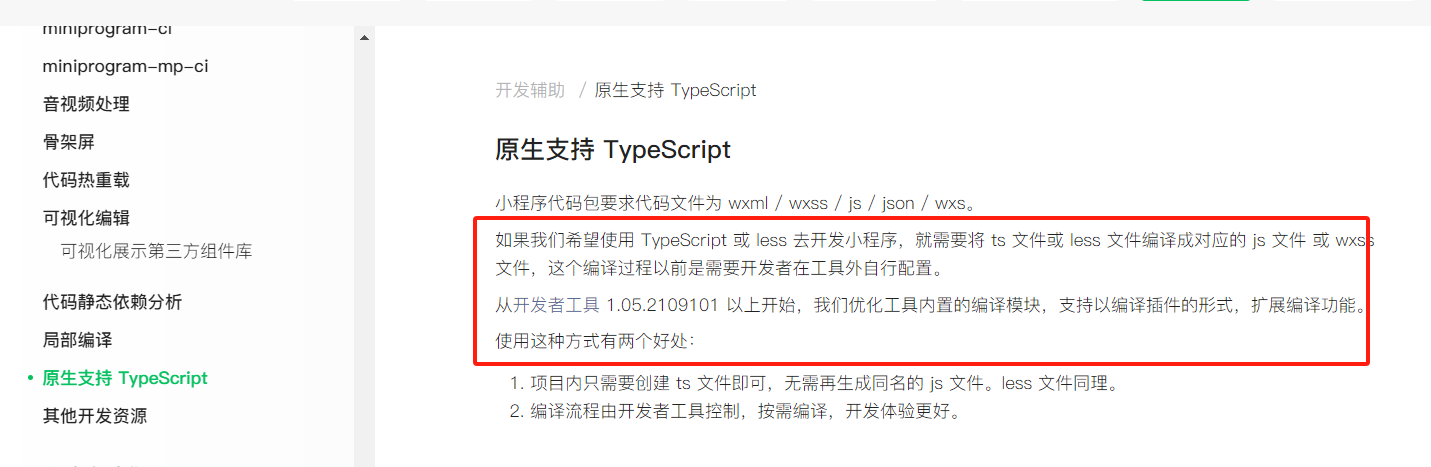 miniprogram-ci
miniprogram-mp-ci
音视频处理
骨架屏
代码热重载
可视化编辑
可视化展示第三方组件库
代码静态依赖分析
局部编译
原生支持 TypeScript
其他开发资源
开发辅助 / 原生支持 TypeScript
原生支持 TypeScript
小程序代码包要求代码文件为 wxml / wxss / js / json / wxs。
如果我们希望使用 TypeScript 或 less 去开发小程序，就需要将 ts 文件或 less 文件编译成对应的 js 文件 或 wxss
文件，这个编译过程以前是需要开发者在工具外自行配置。
从开发者工具 1.05.2109101 以上开始，我们优化工具内置的编译模块，支持以编译插件的形式，扩展编译功能。
使用这种方式有两个好处：
1. 项目内只需要创建 ts 文件即可，无需再生成同名的 js 文件。less 文件同理。
2. 编译流程由开发者工具控制，按需编译，开发体验更好。